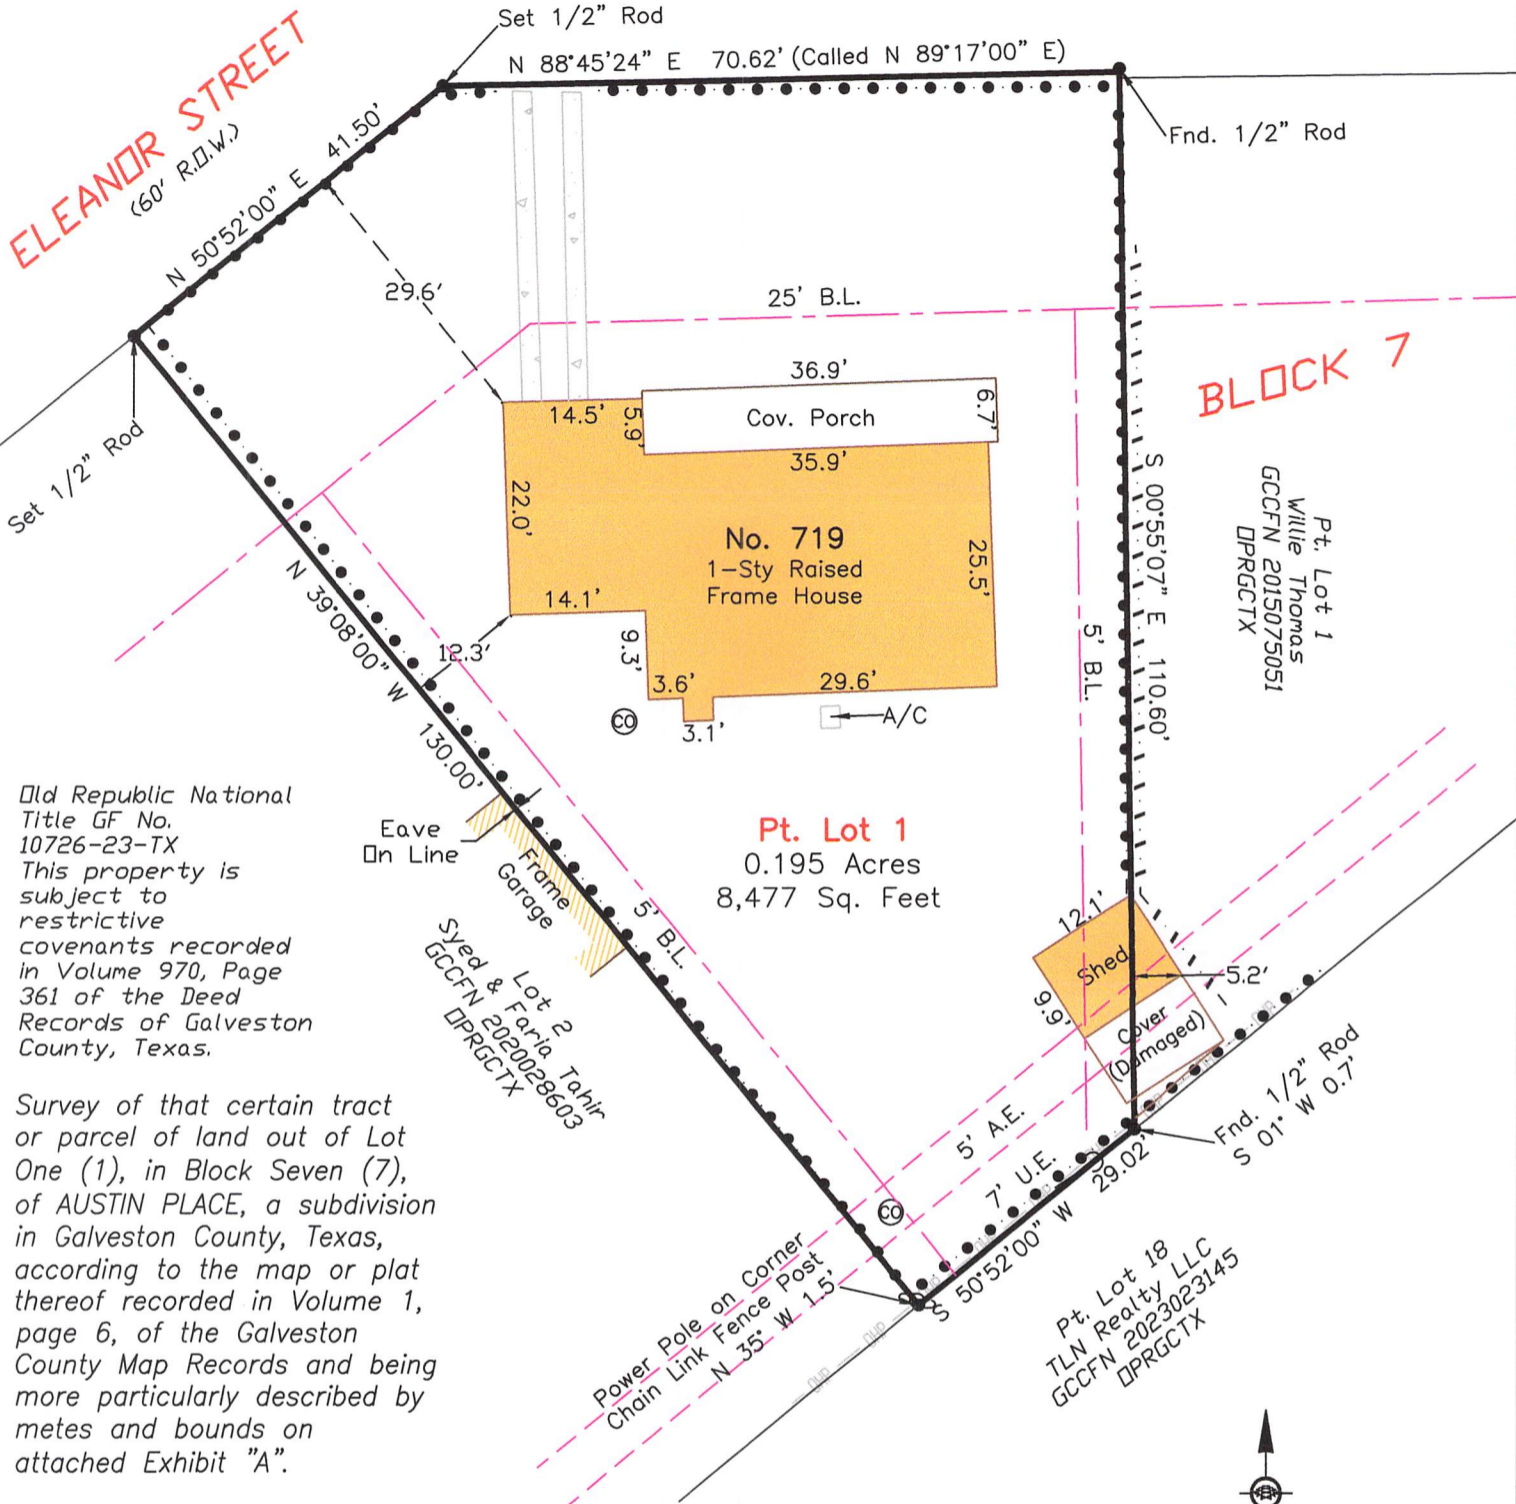 Set 1/2" Rod
N 88°45'24" E 70.62' (Called N 89°17'00" E)
ELEANOR STREET
(60' R.O.W.)
N 50°52'00" E 41.50'
Fnd. 1/2" Rod
29.6'
25' B.L.
BLOCK 7
36.9'
Cov. Porch
6.7'
14.5'
5.9'
35.9'
Set 1/2" Rod
22.0'
No. 719
1-Sty Raised
Frame House
25.5'
S 00°55'07" E 110.60'
Pt. Lot 1
Willie Thomas
GCCFN 2015075051
OPRGCTX
14.1'
9.3'
12.3'
N 39°08'00" W 130.00'
3.6'
29.6'
3.1'
CO
A/C
5' B.L.
Old Republic National
Title GF No.
10726-23-TX
This property is
subject to
restrictive
covenants recorded
in Volume 970, Page
361 of the Deed
Records of Galveston
County, Texas.
Eave
On Line
Frame
Garage
Pt. Lot 1
0.195 Acres
8,477 Sq. Feet
5' B.L.
Lot 2
Syed & Faria Tahir
GCCFN 2020028603
OPRGCTX
12.1'
Shed
9.9'
5.2'
Cover
(Damaged)
Fnd. 1/2" Rod
S 01° W 0.7'
5' A.E.
7' U.E.
S 50°52'00" W 29.02'
CO
Survey of that certain tract
or parcel of land out of Lot
One (1), in Block Seven (7),
of AUSTIN PLACE, a subdivision
in Galveston County, Texas,
according to the map or plat
thereof recorded in Volume 1,
page 6, of the Galveston
County Map Records and being
more particularly described by
metes and bounds on
attached Exhibit "A".
Power Pole on Corner
Chain Link Fence Post
N 35° W 1.5'
Pt. Lot 18
TLN Realty LLC
GCCFN 2023023145
OPRGCTX
OHP
OHP